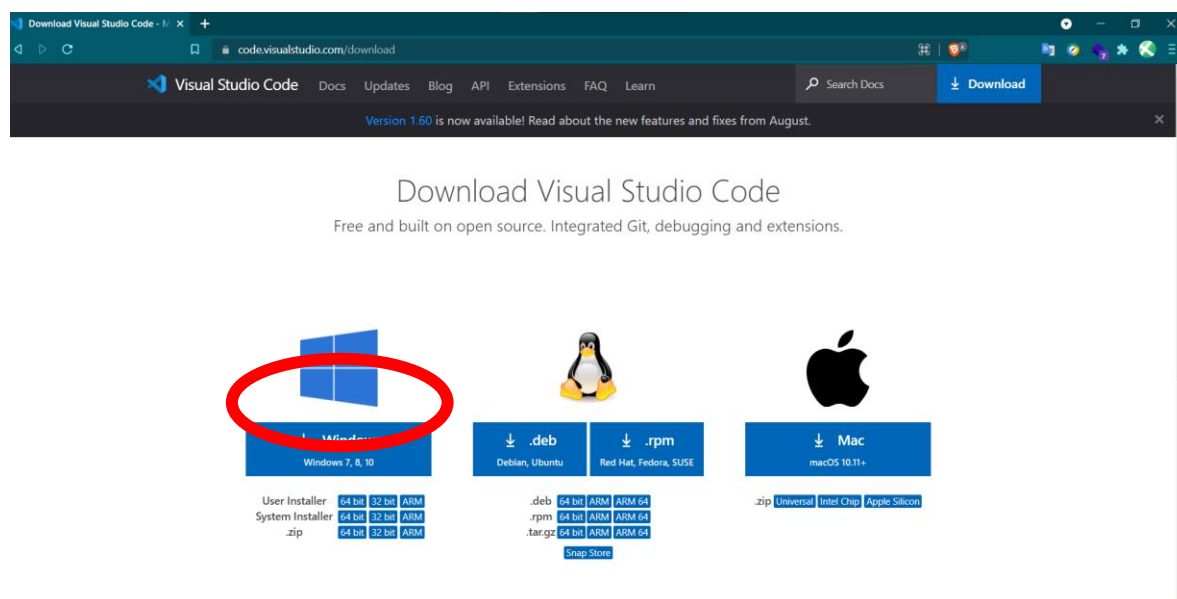 Download Visual Studio Code - M
code.visualstudio.com/download
Visual Studio Code Docs Updates Blog API Extensions FAQ Learn Search Docs Download
Version 1.60 is now available! Read about the new features and fixes from August.
Download Visual Studio Code
Free and built on open source. Integrated Git, debugging and extensions.
.deb .rpm Mac
Windows 7, 8, 10 Debian, Ubuntu Red Hat, Fedora, SUSE macOS 10.11+
User Installer 64 bit 32 bit ARM .deb 64 bit ARM ARM 64 .zip Universal Intel Chip Apple Silicon
System Installer 64 bit 32 bit ARM .rpm 64 bit ARM ARM 64
.zip 64 bit 32 bit ARM .tar.gz 64 bit ARM ARM 64
Snap Store